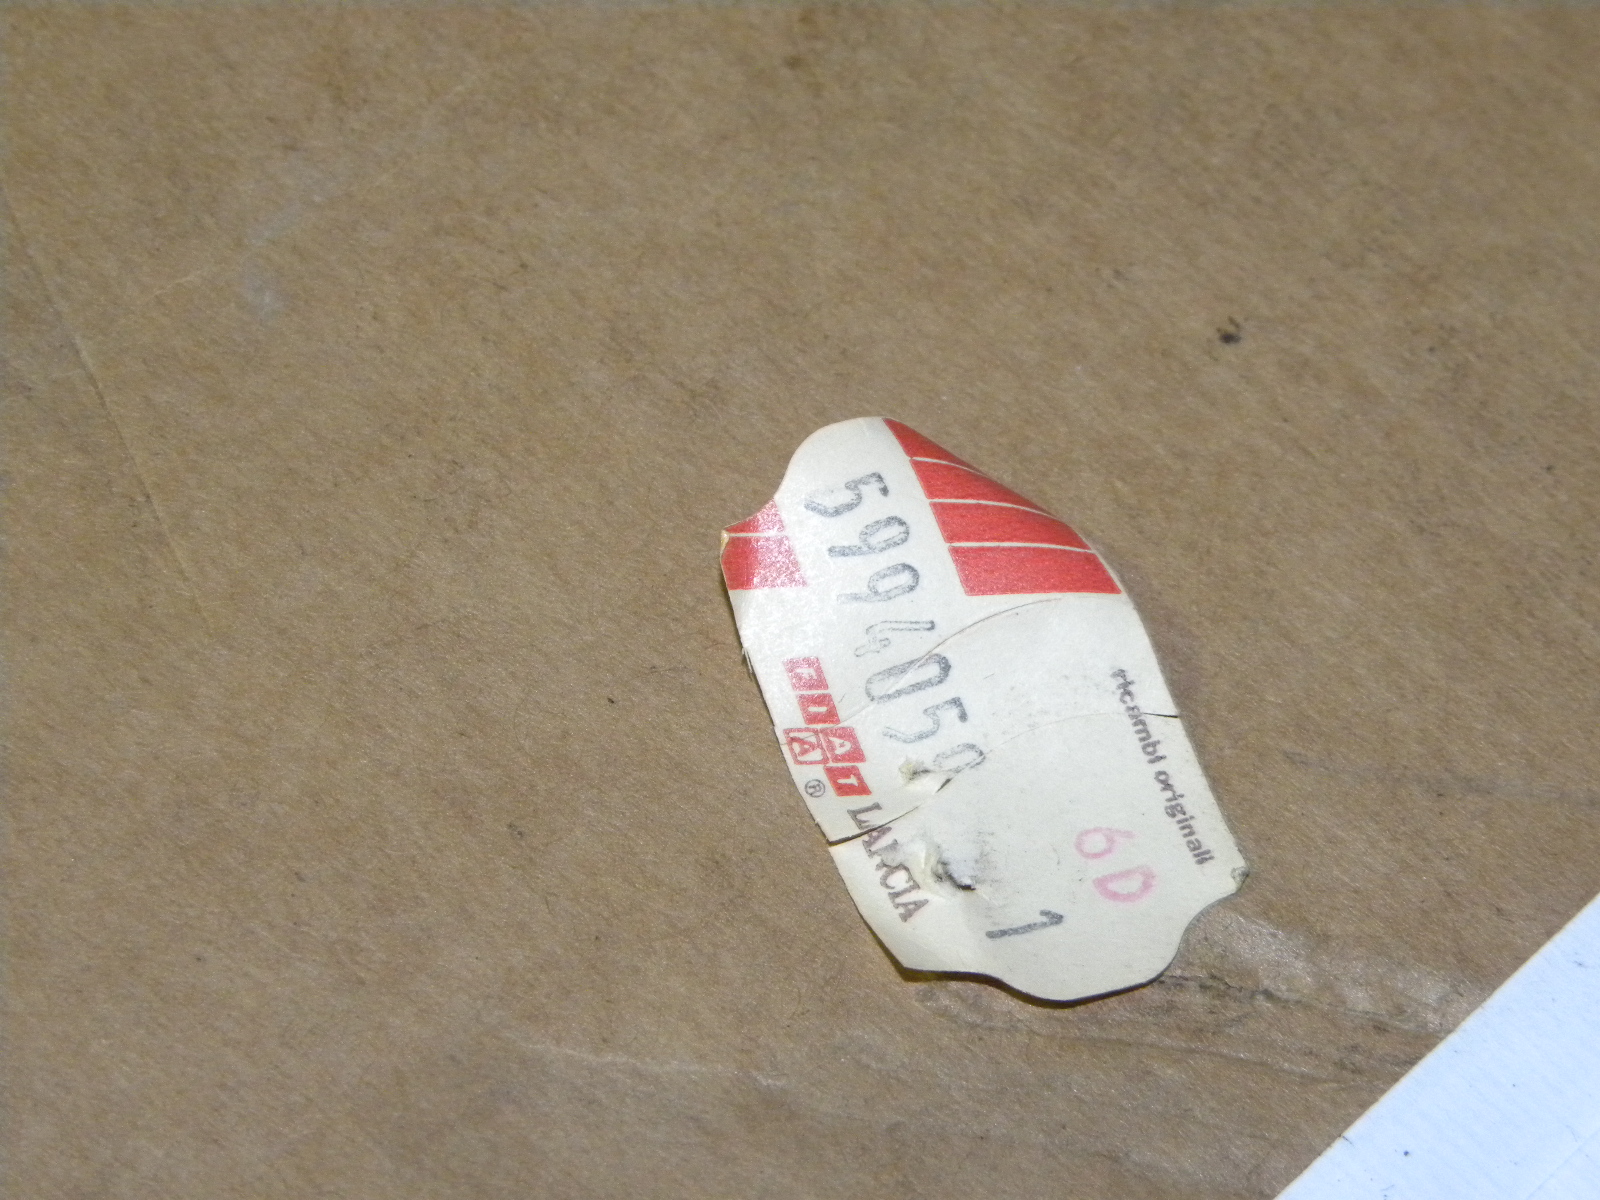 5994059
FIAT
A
®
LANCIA
ricambi originali
6D
1